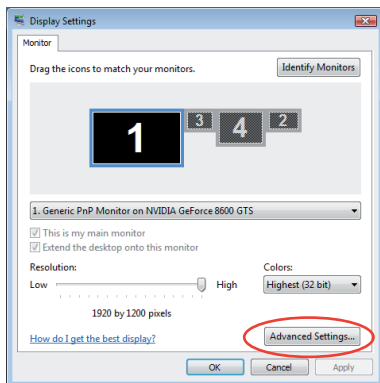 Display Settings
Monitor
Drag the icons to match your monitors.
Identify Monitors
1
3
4
2
1. Generic PnP Monitor on NVIDIA GeForce 8600 GTS
This is my main monitor
Extend the desktop onto this monitor
Resolution:
Colors:
Low
High
Highest (32 bit)
1920 by 1200 pixels
How do I get the best display?
Advanced Settings...
OK
Cancel
Apply